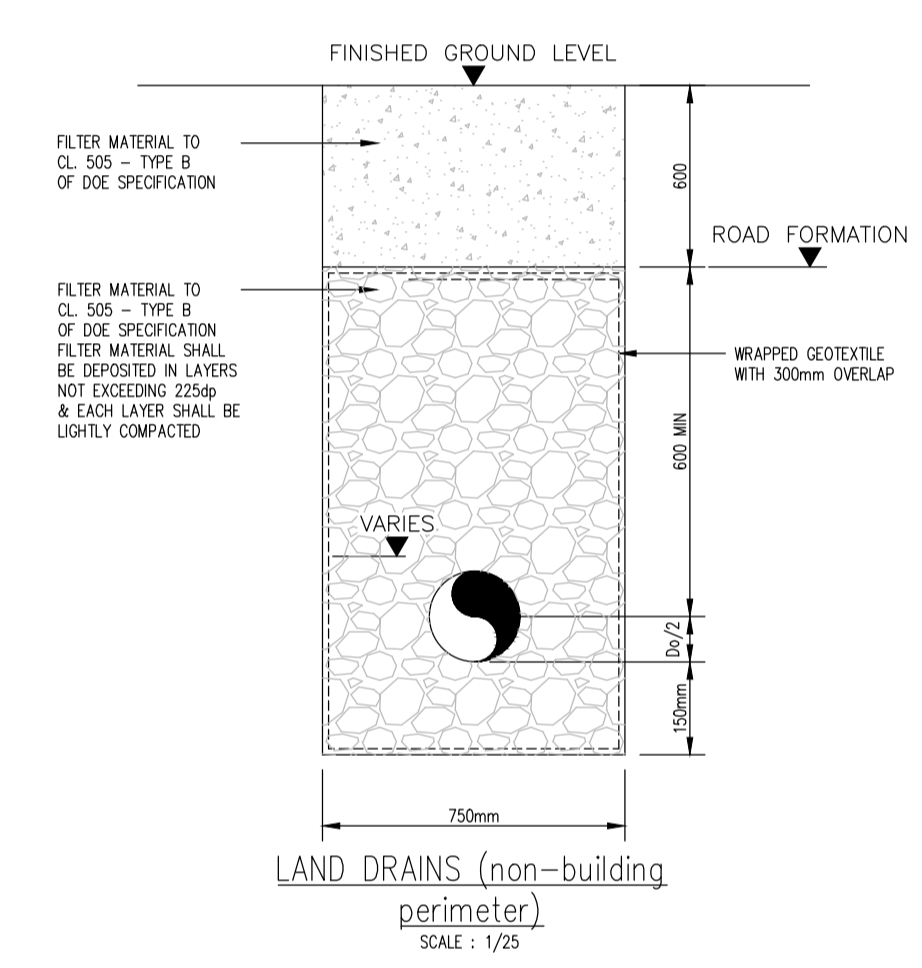 FINISHED GROUND LEVEL
FILTER MATERIAL TO
CL. 505 – TYPE B
OF DOE SPECIFICATION
600
ROAD FORMATION
FILTER MATERIAL TO
CL. 505 – TYPE B
OF DOE SPECIFICATION
FILTER MATERIAL SHALL
BE DEPOSITED IN LAYERS
NOT EXCEEDING 225dp
& EACH LAYER SHALL BE
LIGHTLY COMPACTED
WRAPPED GEOTEXTILE
WITH 300mm OVERLAP
600 MIN
VARIES
Do/2
150mm
750mm
LAND DRAINS (non-building
perimeter)
SCALE : 1/25